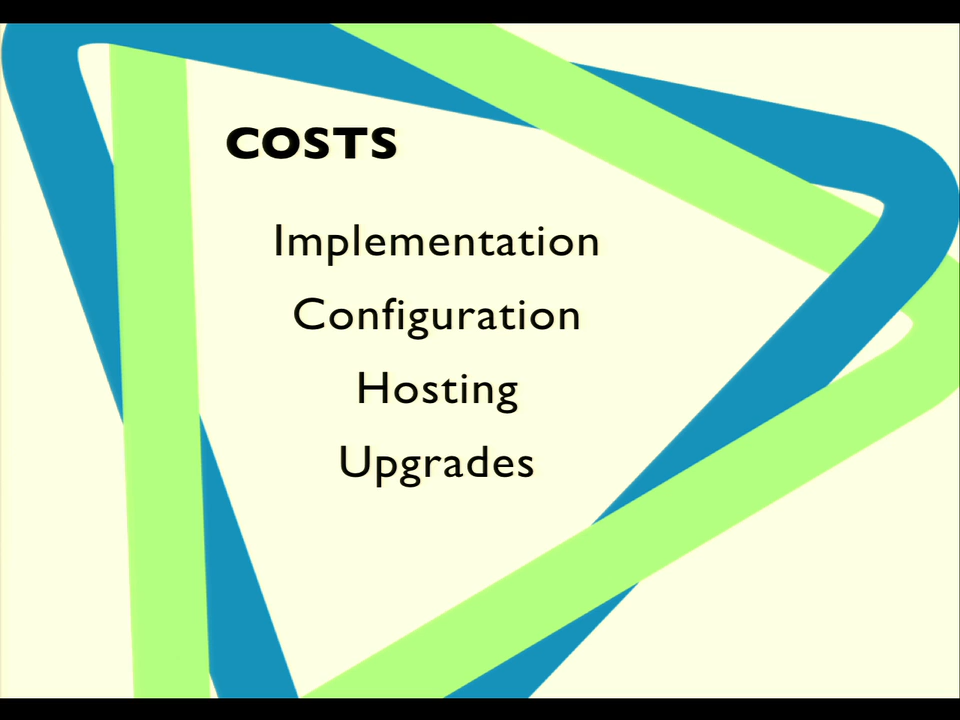 COSTS
Implementation
Configuration
Hosting
Upgrades